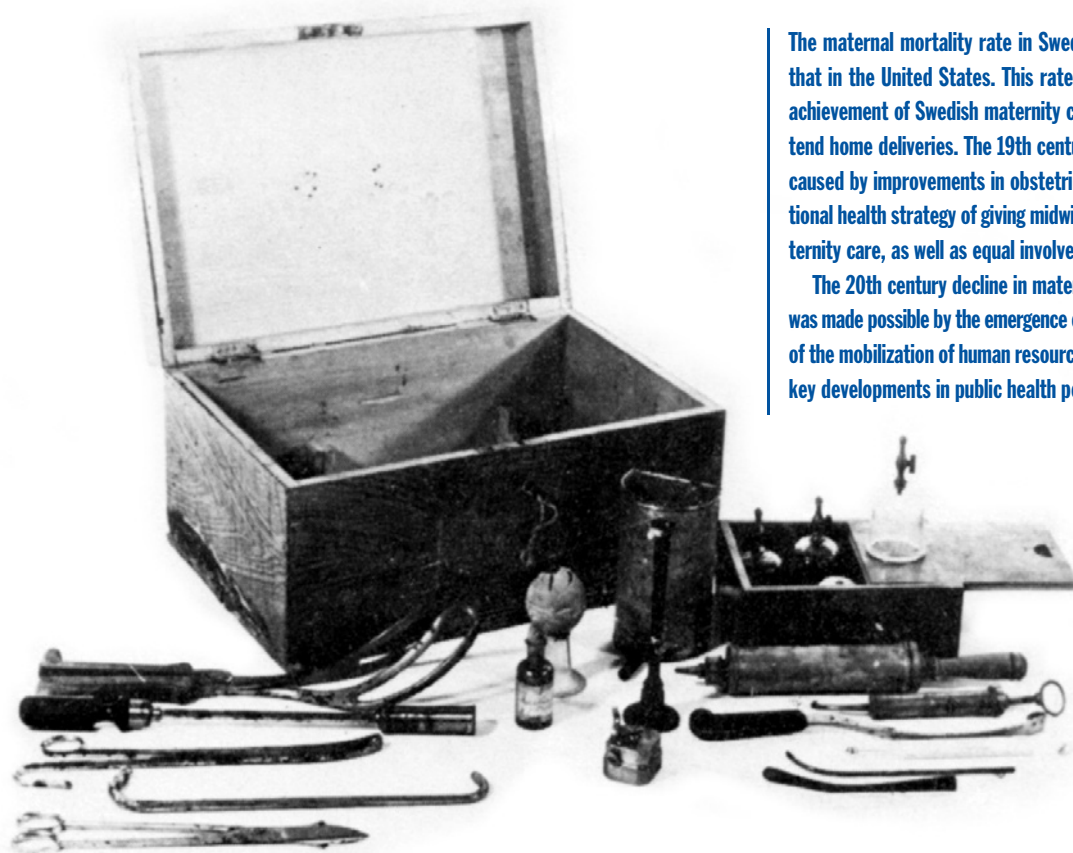 The maternal mortality rate in Swed
that in the United States. This rate
achievement of Swedish maternity c
tend home deliveries. The 19th centu
caused by improvements in obstetri
tional health strategy of giving midwi
ternity care, as well as equal involve
The 20th century decline in mater
was made possible by the emergence o
of the mobilization of human resourc
key developments in public health po